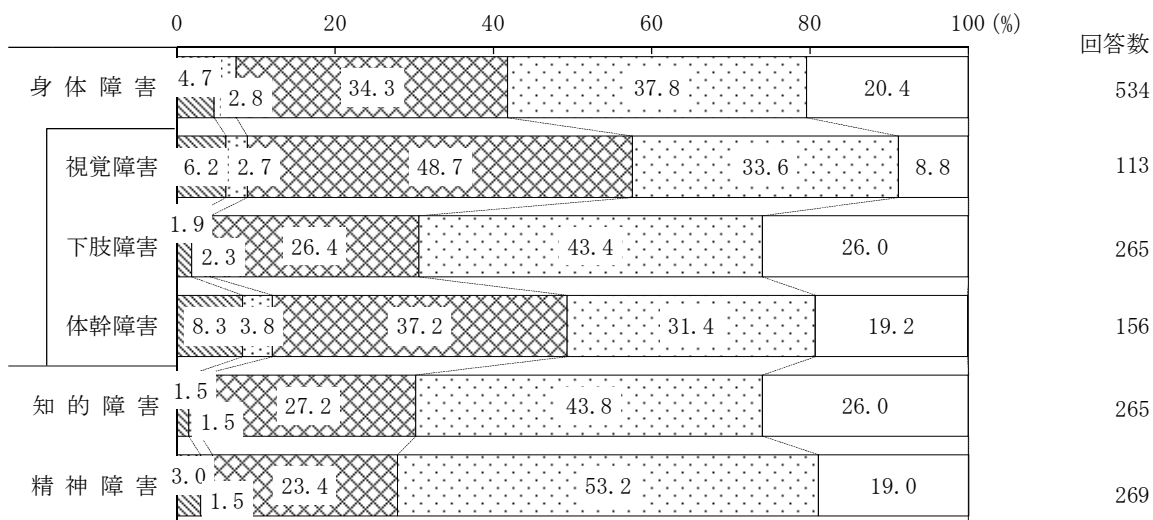 0 20 40 60 80 100 (%)
回答数
身体障害 4.7 2.8 34.3 37.8 20.4 534
視覚障害 6.2 2.7 48.7 33.6 8.8 113
下肢障害 1.9 2.3 26.4 43.4 26.0 265
体幹障害 8.3 3.8 37.2 31.4 19.2 156
知的障害 1.5 1.5 27.2 43.8 26.0 265
精神障害 3.0 1.5 23.4 53.2 19.0 269